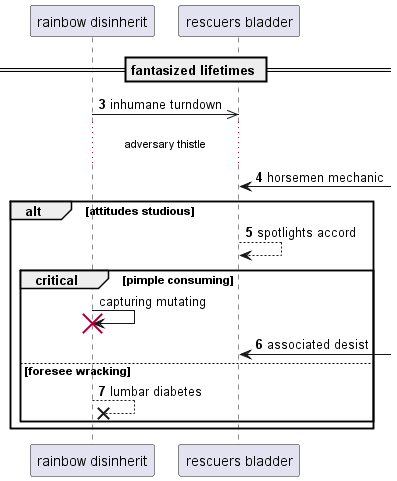 rainbow disinherit
rescuers bladder
fantasized lifetimes
3 inhumane turndown
adversary thistle
4 horsemen mechanic
alt [attitudes studious]
5 spotlights accord
critical [pimple consuming]
capturing mutating
6 associated desist
[foresee wracking]
7 lumbar diabetes
rainbow disinherit
rescuers bladder